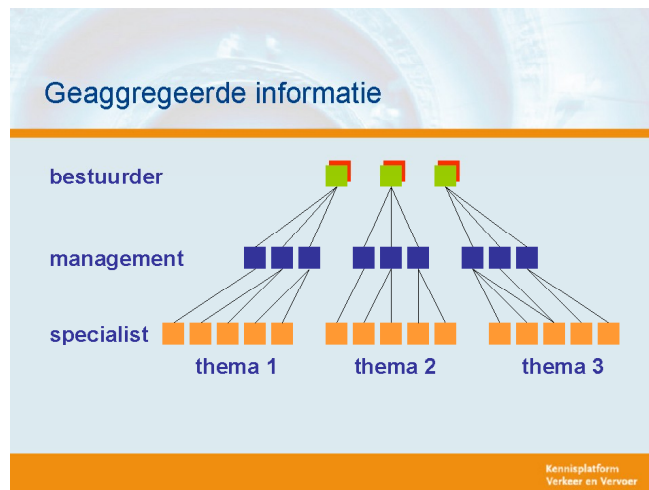 Geaggregeerde informatie
bestuurder
management
specialist
thema 1 thema 2 thema 3
Kennisplatform
Verkeer en Vervoer